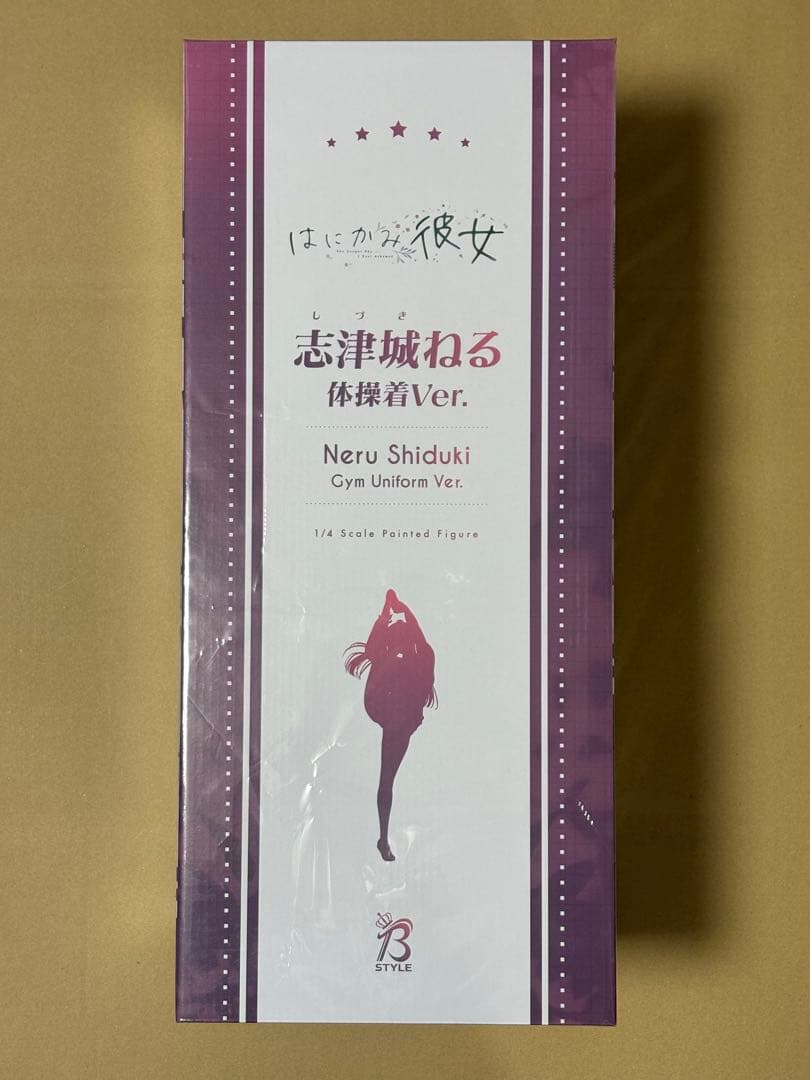 はにかみ彼女
しづき
志津城ねる
体操着Ver.
Neru Shiduki
Gym Uniform Ver.
1/4 Scale Painted Figure
B
STYLE